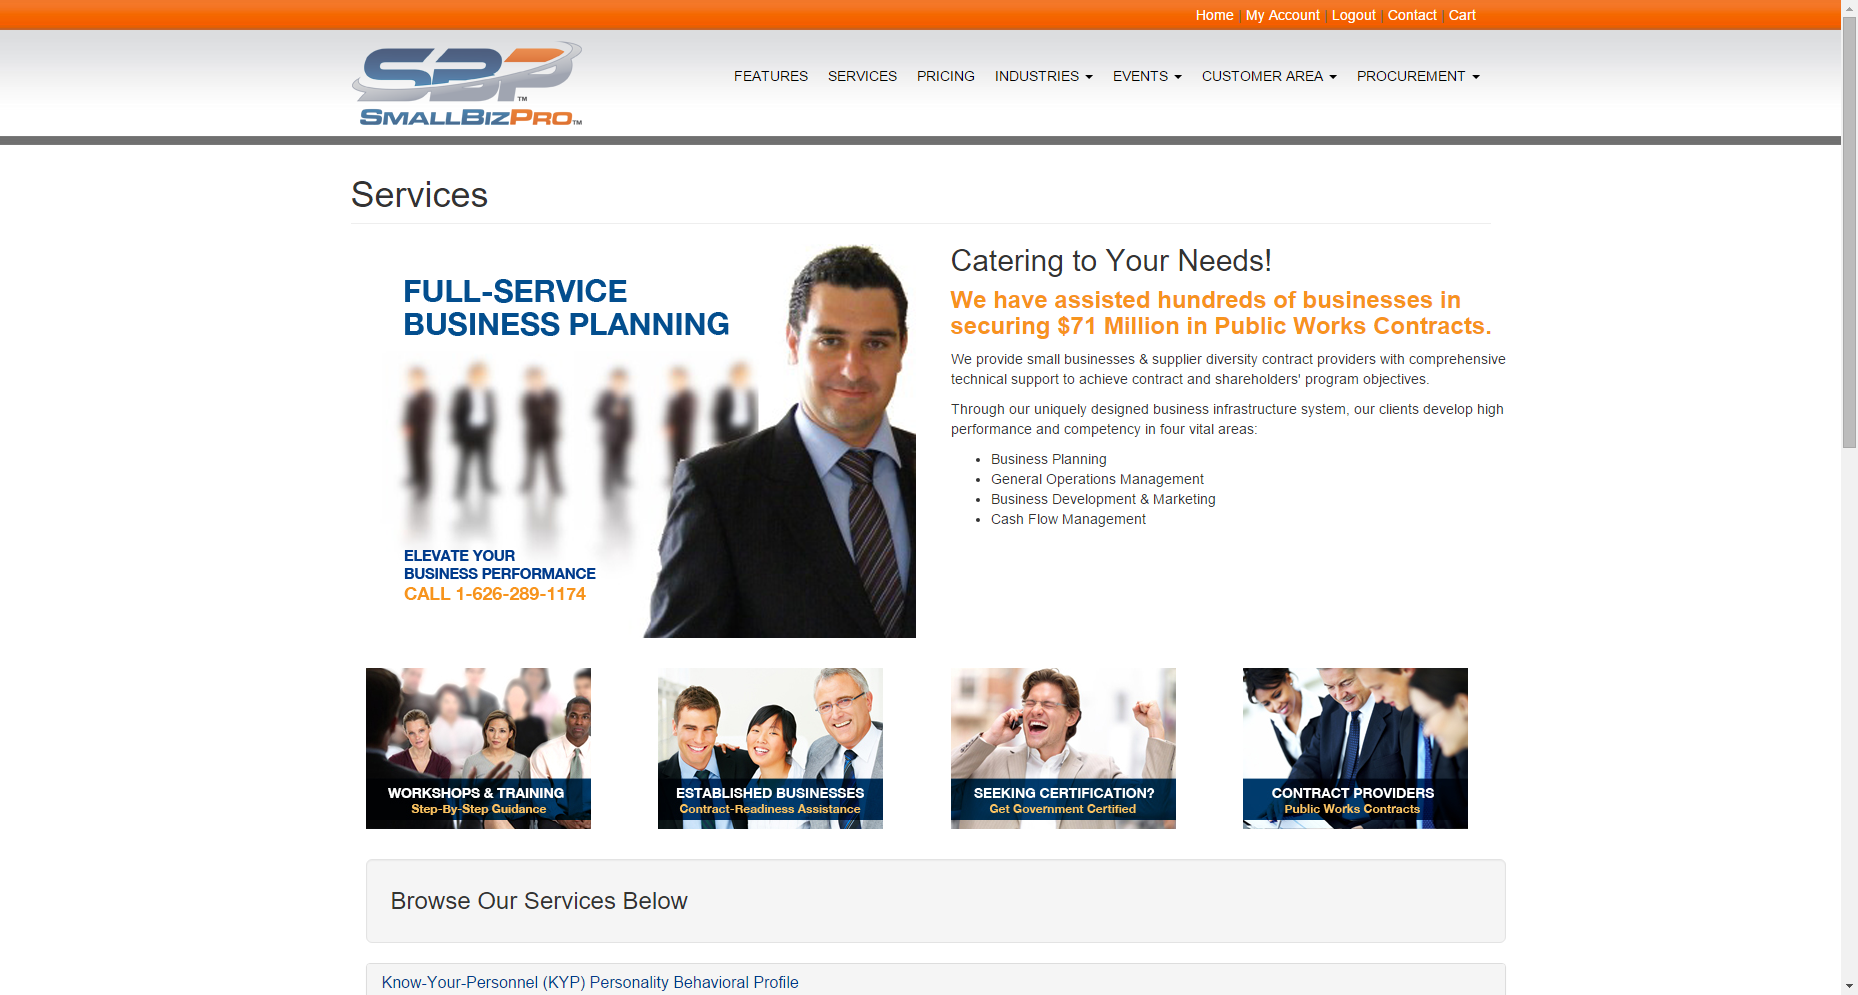 Home | My Account | Logout | Contact | Cart
SBP™
SMALLBIZPRO™
FEATURES SERVICES PRICING INDUSTRIES EVENTS CUSTOMER AREA PROCUREMENT
Services
FULL-SERVICE
BUSINESS PLANNING
ELEVATE YOUR
BUSINESS PERFORMANCE
CALL 1-626-289-1174
Catering to Your Needs!
We have assisted hundreds of businesses in
securing $71 Million in Public Works Contracts.
We provide small businesses & supplier diversity contract providers with comprehensive
technical support to achieve contract and shareholders' program objectives.
Through our uniquely designed business infrastructure system, our clients develop high
performance and competency in four vital areas:
• Business Planning
• General Operations Management
• Business Development & Marketing
• Cash Flow Management
WORKSHOPS & TRAINING
Step-By-Step Guidance
ESTABLISHED BUSINESSES
Contract-Readiness Assistance
SEEKING CERTIFICATION?
Get Government Certified
CONTRACT PROVIDERS
Public Works Contracts
Browse Our Services Below
Know-Your-Personnel (KYP) Personality Behavioral Profile